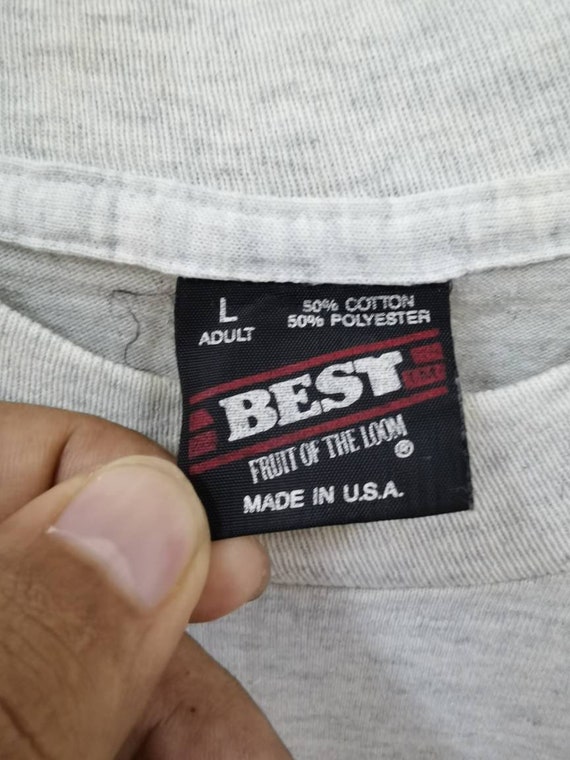 L
ADULT
50% COTTON
50% POLYESTER
BEST
FRUIT OF THE LOOM ®
MADE IN U.S.A.